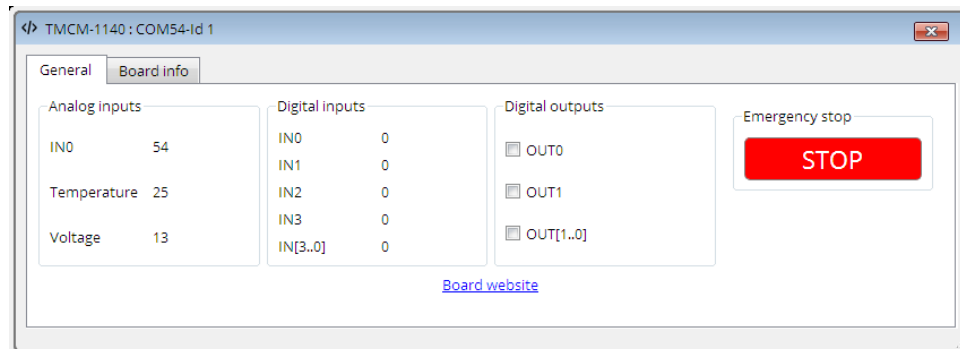 </> TMCM-1140 : COM54-Id 1
General Board info
Analog inputs
IN0 54
Temperature 25
Voltage 13
Digital inputs
IN0 0
IN1 0
IN2 0
IN3 0
IN[3..0] 0
Digital outputs
OUT0
OUT1
OUT[1..0]
Emergency stop
STOP
Board website